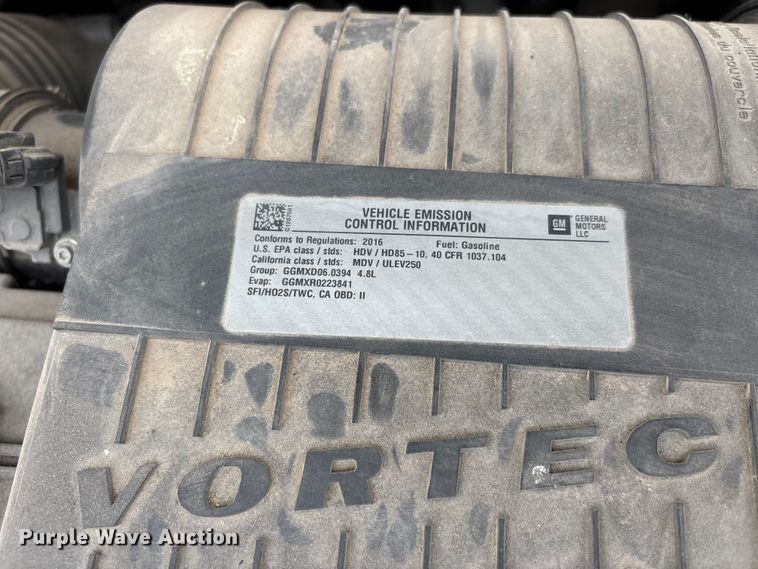 du couvercle
VEHICLE EMISSION
CONTROL INFORMATION
GM GENERAL
MOTORS
LLC
Conforms to Regulations: 2016 Fuel: Gasoline
U.S. EPA class / stds: HDV / HD85-10, 40 CFR 1037.104
California class / stds: MDV / ULEV250
Group: GGMXD06.0394 4.8L
Evap: GGMXR0223841
SFI/HO2S/TWC, CA OBD: II
VORTEC
Purple Wave Auction